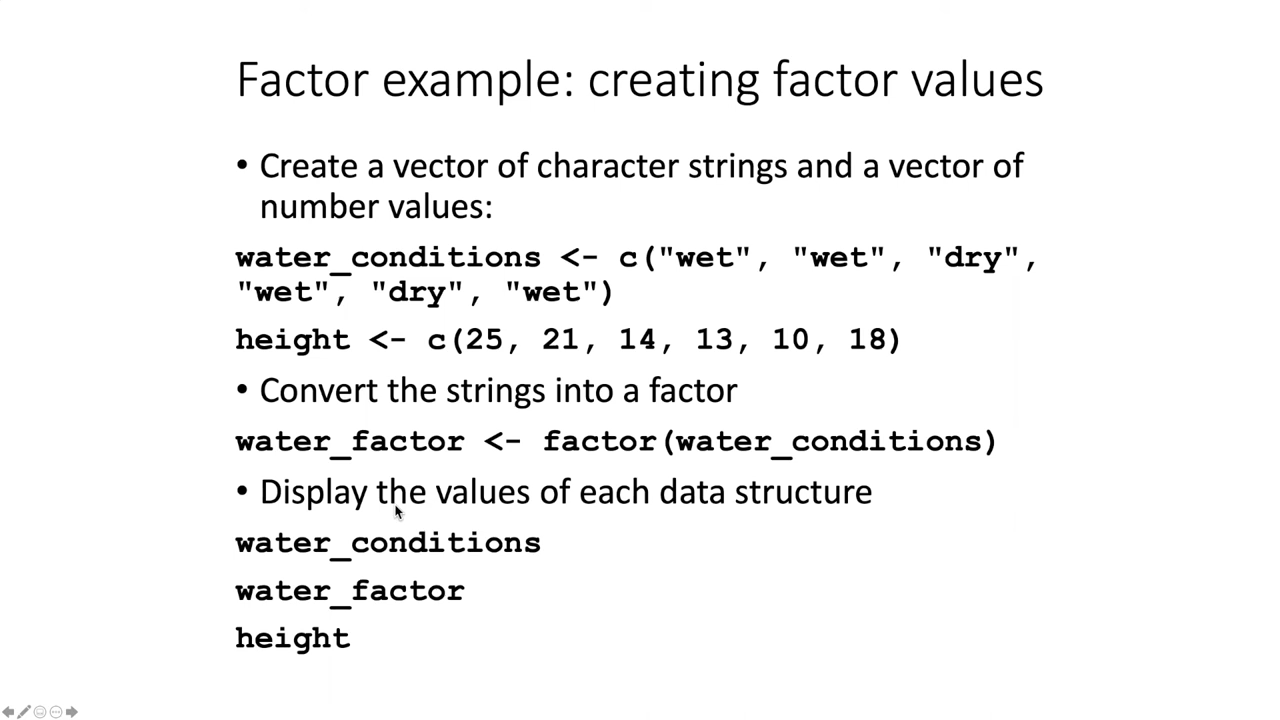 Factor example: creating factor values
• Create a vector of character strings and a vector of
number values:
water_conditions <- c("wet", "wet", "dry",
"wet", "dry", "wet")
height <- c(25, 21, 14, 13, 10, 18)
• Convert the strings into a factor
water_factor <- factor(water_conditions)
• Display the values of each data structure
water_conditions
water_factor
height